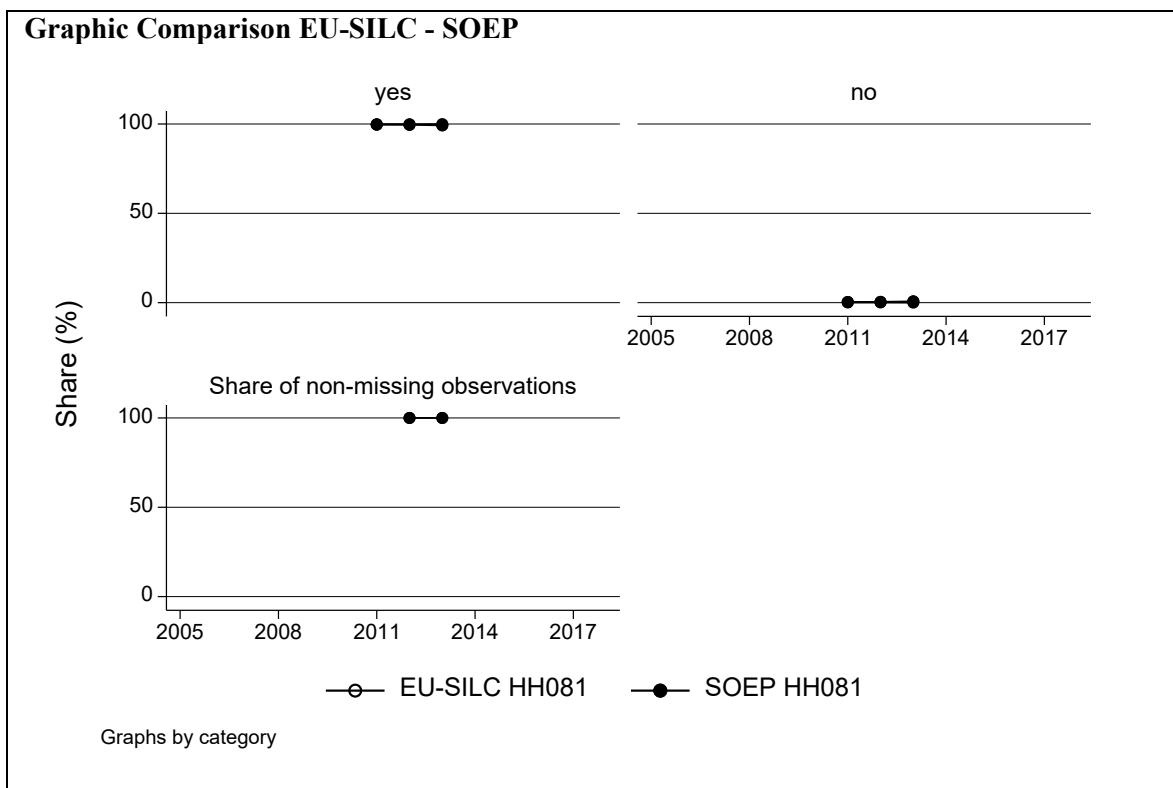 Graphic Comparison EU-SILC - SOEP
yes
no
100
50
0
2005 2008 2011 2014 2017
Share (%)
Share of non-missing observations
100
50
0
2005 2008 2011 2014 2017
EU-SILC HH081 SOEP HH081
Graphs by category